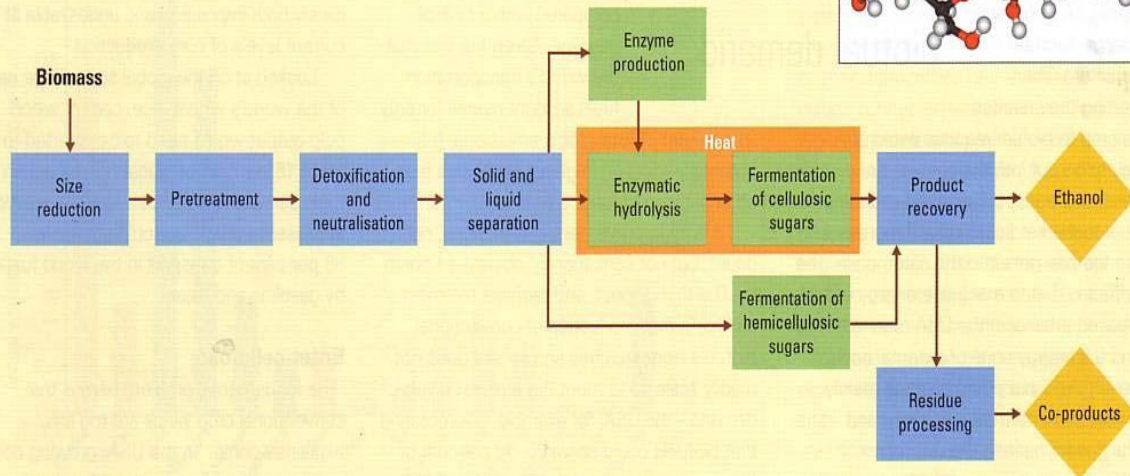 Biomass
Enzyme
production
Heat
Size
reduction
Pretreatment
Detoxification
and
neutralisation
Solid and
liquid
separation
Enzymatic
hydrolysis
Fermentation
of cellulosic
sugars
Product
recovery
Ethanol
Fermentation of
hemicellulosic
sugars
Residue
processing
Co-products